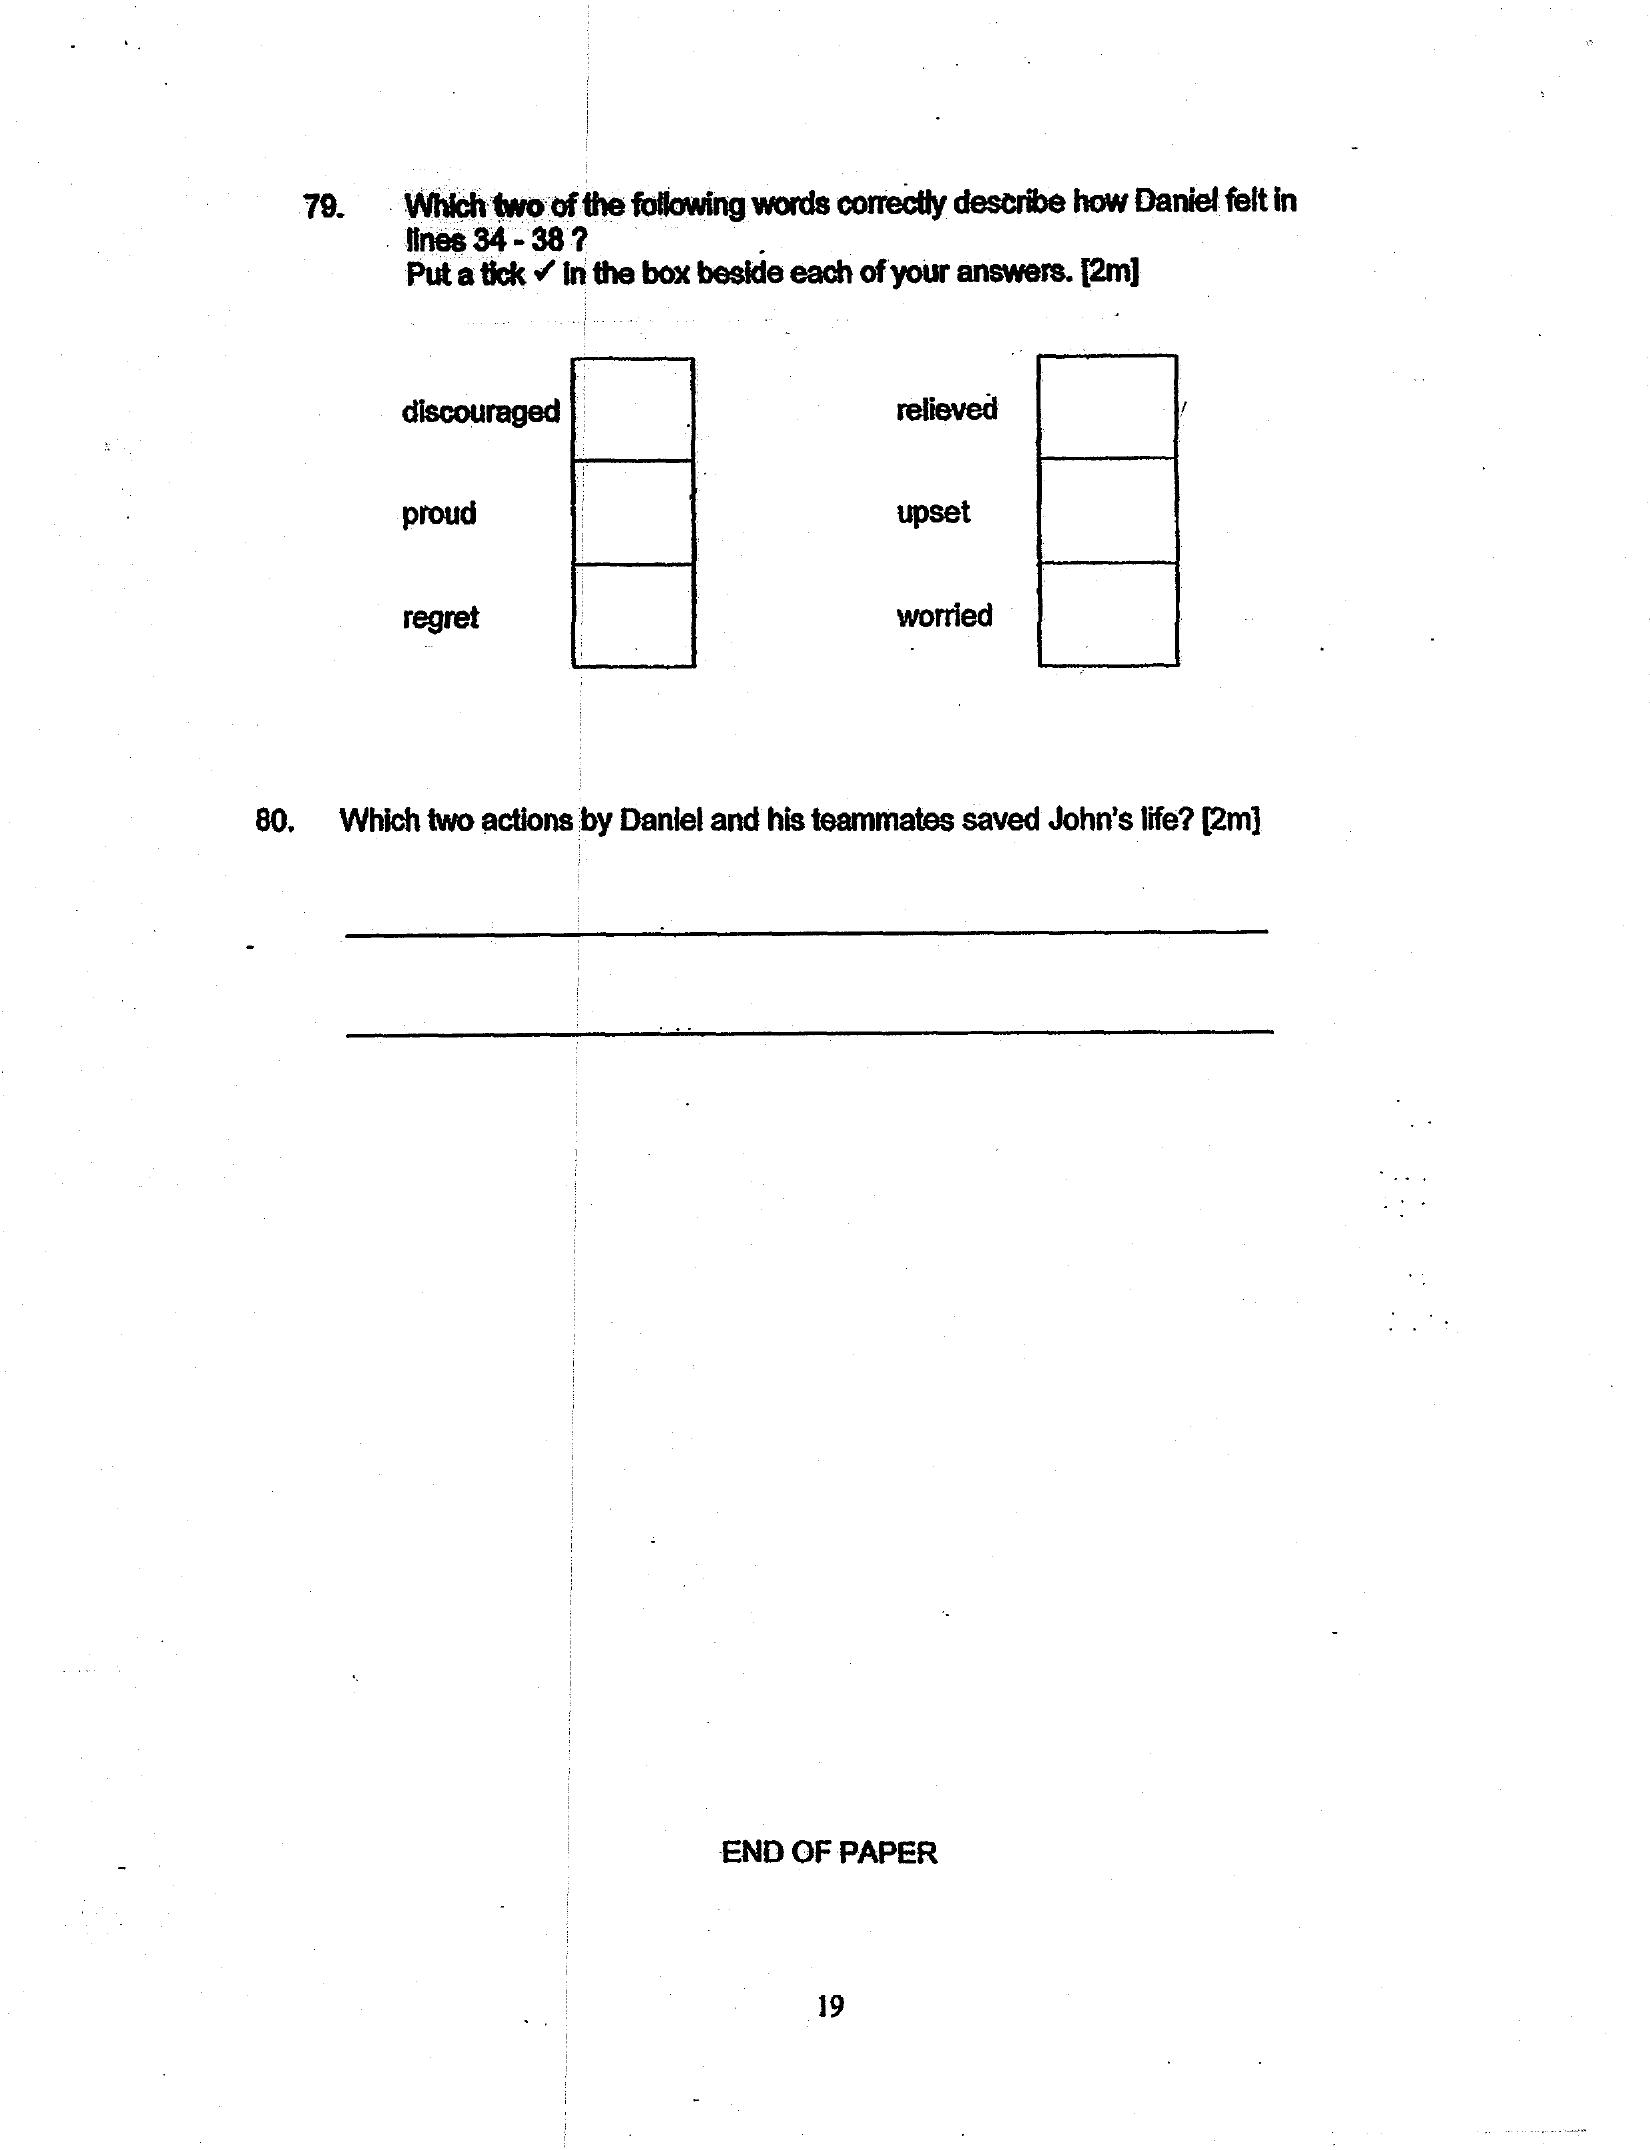 79. Which two of the following words correctly describe how Daniel felt in
lines 34 - 38 ?
Put a tick ✓ in the box beside each of your answers. [2m]
discouraged
relieved
proud
upset
regret
worried
80. Which two actions by Daniel and his teammates saved John's life? [2m]
END OF PAPER
19